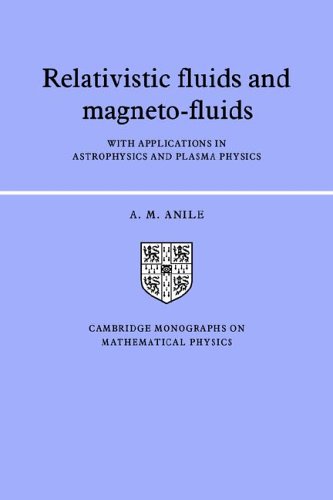 Relativistic fluids and
magneto-fluids
WITH APPLICATIONS IN
ASTROPHYSICS AND PLASMA PHYSICS
A. M. ANILE
CAMBRIDGE MONOGRAPHS ON
MATHEMATICAL PHYSICS